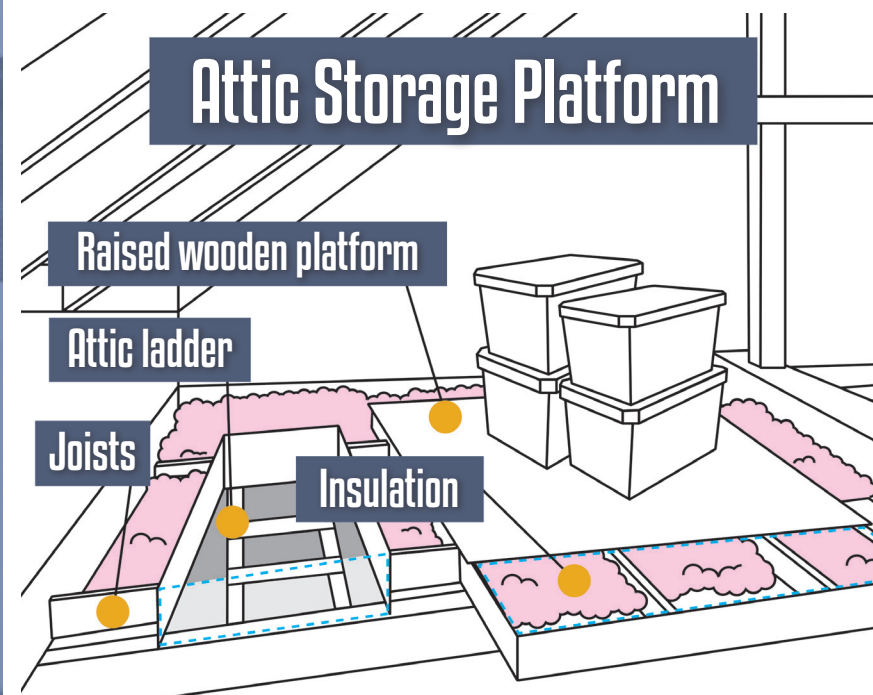 Attic Storage Platform
Raised wooden platform
Attic ladder
Joists
Insulation